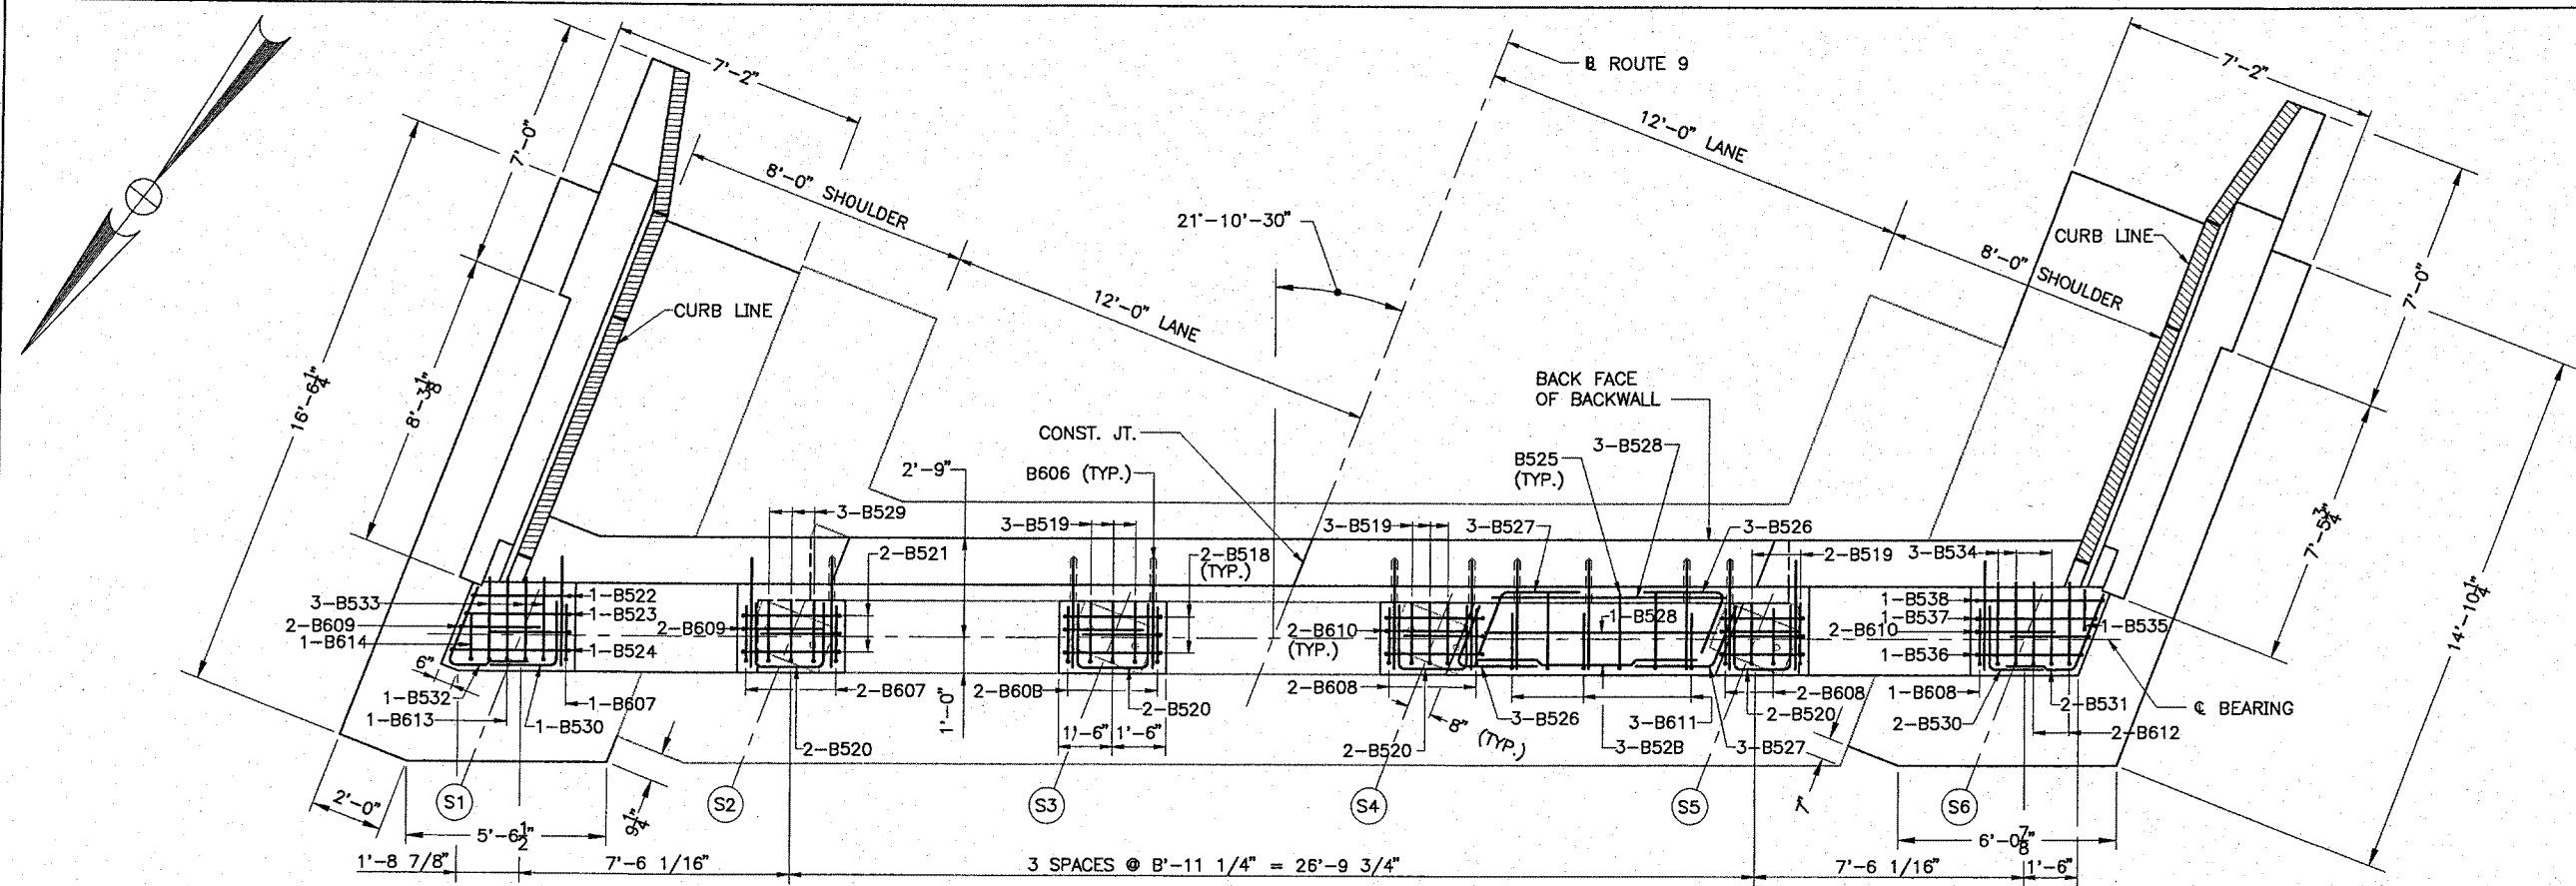 7'-2"
7'-0"
8'-0" SHOULDER
12'-0" LANE
16'-6 1/4"
8'-3 1/8"
CURB LINE
21°-10'-30"
ⴺ ROUTE 9
12'-0" LANE
8'-0" SHOULDER
7'-2"
CURB LINE
7'-0"
7'-5 3/4"
14'-10 1/4"
BACK FACE
OF BACKWALL
CONST. JT.
B606 (TYP.)
2'-9"
B525
(TYP.)
3-B528
3-B529
2-B521
3-B519
2-B518
(TYP.)
3-B519
3-B527
3-B526
2-B519
3-B534
3-B533
2-B609
1-B614
1-B522
1-B523
1-B524
2-B609
2-B610
(TYP.)
1-B528
1-B538
1-B537
2-B610
1-B536
1-B535
6"
1-B532
1-B613
1-B530
1-B607
2-B607
1'-0"
2-B60B
2-B520
2-B520
1'-6"
1'-6"
2-B608
8" (TYP.)
2-B520
3-B526
3-B611
3-B52B
3-B527
2-B608
2-B520
1-B608
2-B530
2-B531
2-B612
℄ BEARING
S1
S2
S3
S4
S5
S6
2'-0"
5'-6 1/2"
9 1/4"
7"
6'-0 7/8"
1'-8 7/8"
7'-6 1/16"
3 SPACES @ B'-11 1/4" = 26'-9 3/4"
7'-6 1/16"
1'-6"